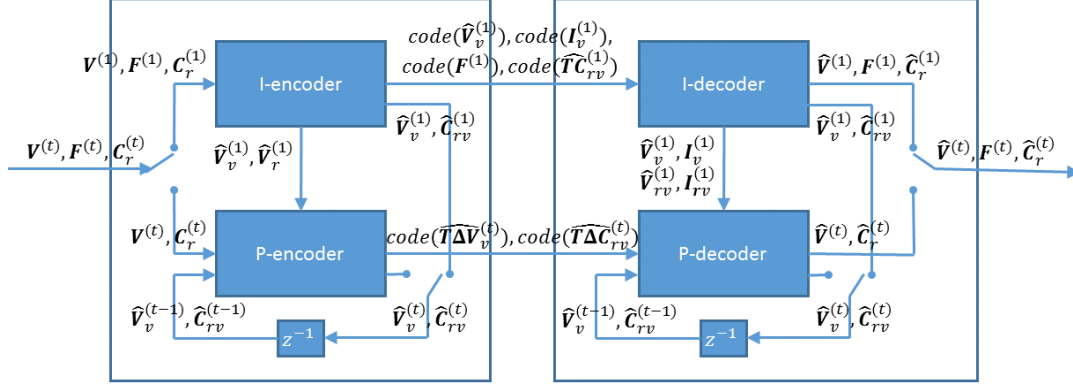 code(V̂_v^(1)), code(I_v^(1)),
V^(1), F^(1), C_r^(1)
I-encoder
code(F^(1)), code(T̂C_rv^(1))
I-decoder
V̂^(1), F^(1), Ĉ_r^(1)
V̂_v^(1), Ĉ_rv^(1)
V̂_v^(1), Ĉ_rv^(1)
V^(t), F^(t), C_r^(t)
V̂_v^(1), V̂_r^(1)
V̂_v^(1), I_v^(1)
V̂_rv^(1), I_rv^(1)
V̂^(t), F^(t), Ĉ_r^(t)
V^(t), C_r^(t)
P-encoder
code(T̂ΔV_v^(t)), code(T̂ΔC_rv^(t))
P-decoder
V̂^(t), Ĉ_r^(t)
V̂_v^(t-1), Ĉ_rv^(t-1)
V̂_v^(t), Ĉ_rv^(t)
V̂_v^(t-1), Ĉ_rv^(t-1)
V̂_v^(t), Ĉ_rv^(t)
z^-1
z^-1